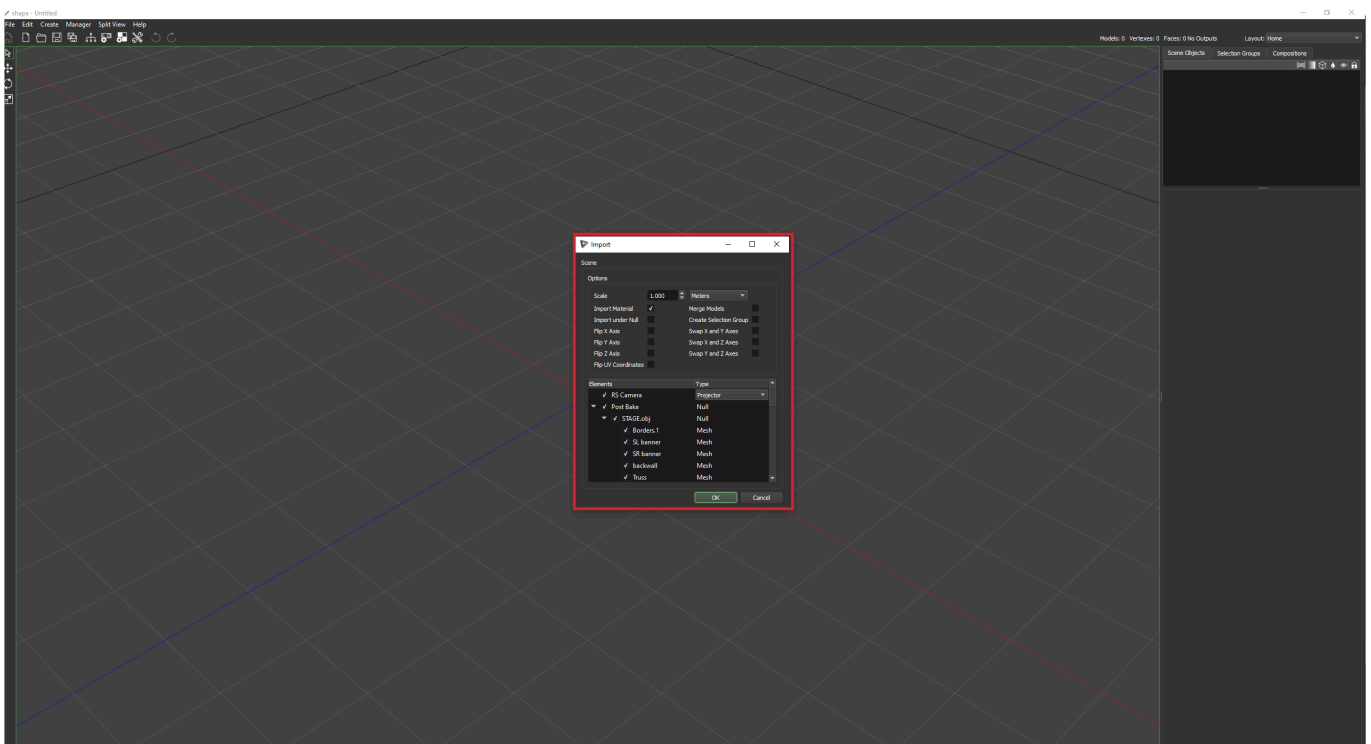 shape - Untitled
File Edit Create Manager Split View Help
Models: 0 Vertexes: 0 Faces: 0 No Outputs Layout: Home
Scene Objects Selection Groups Compositions
Import
Scene
Options
Scale 1.000 Meters
Import Material Merge Models
Import under Null Create Selection Group
Flip X Axis Swap X and Y Axes
Flip Y Axis Swap X and Z Axes
Flip Z Axis Swap Y and Z Axes
Flip UV Coordinates
Elements Type
RS Camera Projector
Post Bake Null
STAGE.obj Null
Borders.1 Mesh
SL banner Mesh
SR banner Mesh
backwall Mesh
Truss Mesh
OK Cancel